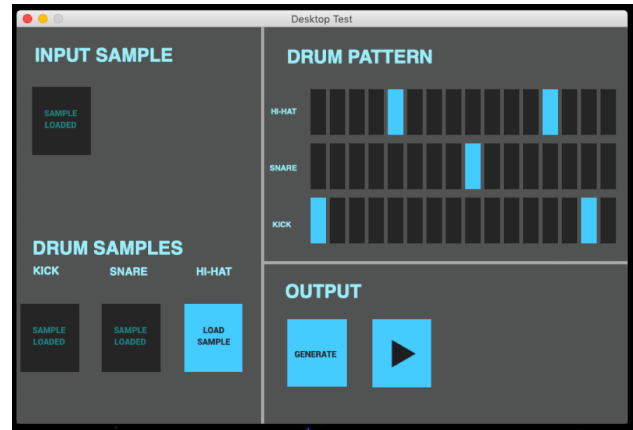 Desktop Test
INPUT SAMPLE
SAMPLE
LOADED
DRUM SAMPLES
KICK
SNARE
HI-HAT
SAMPLE
LOADED
SAMPLE
LOADED
LOAD
SAMPLE
DRUM PATTERN
HI-HAT
SNARE
KICK
OUTPUT
GENERATE